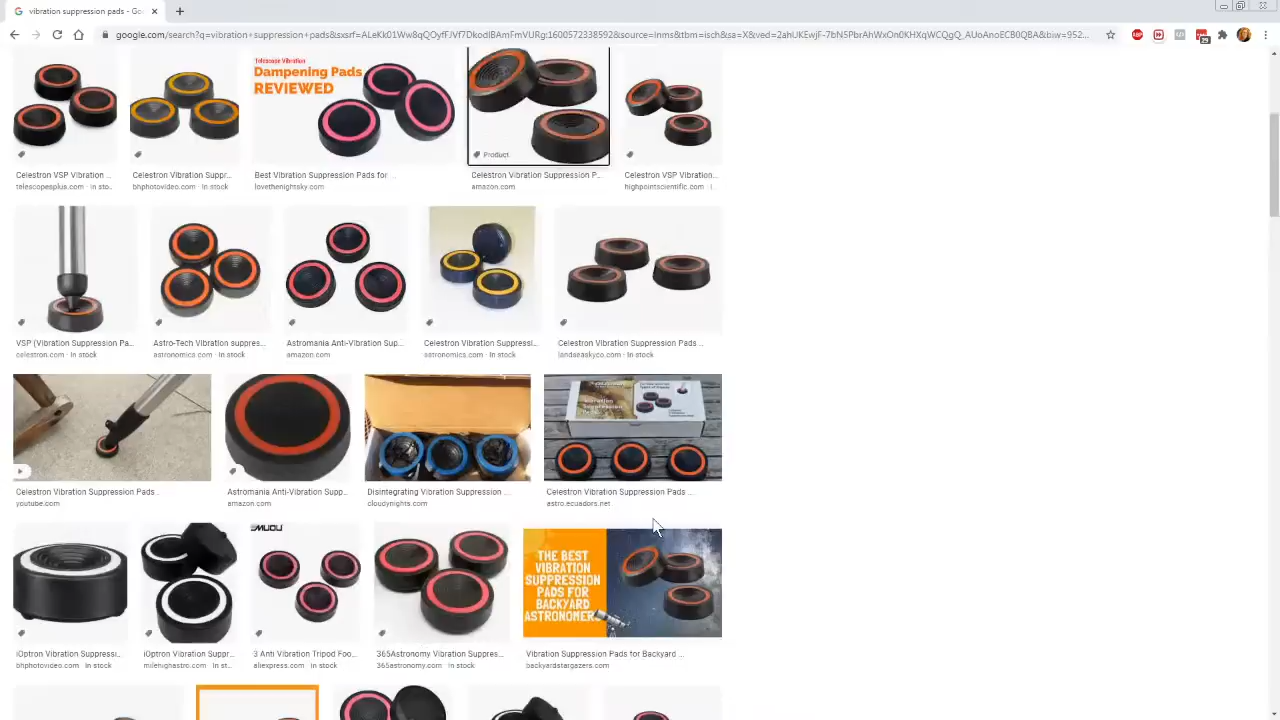 vibration suppression pads - Goo
google.com/search?q=vibration+suppression+pads&sxsrf=
Telescope Vibration
Dampening Pads
REVIEWED
Product
Celestron VSP Vibration ...
Celestron Vibration Suppr...
Best Vibration Suppression Pads for ...
Celestron Vibration Suppression P...
Celestron VSP Vibration...
telescopesplus.com · In sto...
bhphotovideo.com · In stock
lovethenightsky.com
amazon.com
highpointscientific.com · I...
VSP (Vibration Suppression Pa...
Astro-Tech Vibration suppres...
Astromania Anti-Vibration Sup...
Celestron Vibration Suppressi...
Celestron Vibration Suppression Pads ...
celestron.com · In stock
astronomics.com · In stock
amazon.com
astronomics.com · In stock
landseaskyco.com · In stock
Celestron Vibration Suppression Pads .
Astromania Anti-Vibration Supp...
Disintegrating Vibration Suppression ...
Celestron Vibration Suppression Pads ...
youtube.com
amazon.com
cloudynights.com
astro.ecuadors.net
THE BEST
VIBRATION
SUPPRESSION
PADS FOR
BACKYARD
ASTRONOMER
iOptron Vibration Suppressi...
iOptron Vibration Suppr...
3 Anti Vibration Tripod Foo...
365Astronomy Vibration Suppres...
Vibration Suppression Pads for Backyard ...
bhphotovideo.com · In stock
milehighastro.com · In st...
aliexpress.com · In stock
365astronomy.com · In stock
backyardstargazers.com